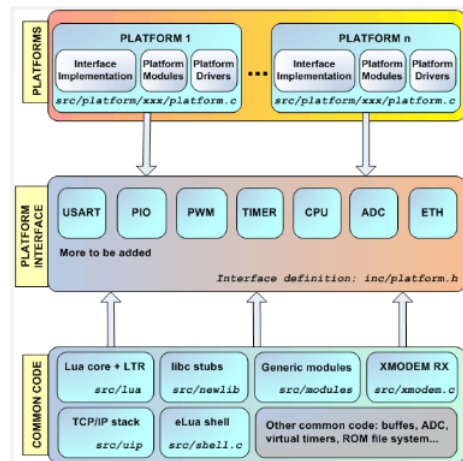 PLATFORMS
PLATFORM 1
Interface
Implementation
Platform
Modules
Platform
Drivers
src/platform/xxx/platform.c
...
PLATFORM n
Interface
Implementation
Platform
Modules
Platform
Drivers
src/platform/xxx/platform.c
PLATFORM
INTERFACE
USART
PIO
PWM
TIMER
CPU
ADC
ETH
More to be added
Interface definition: inc/platform.h
COMMON CODE
Lua core + LTR
src/lua
libc stubs
src/newlib
Generic modules
src/modules
XMODEM RX
src/xmodem.c
TCP/IP stack
src/uip
eLua shell
src/shell.c
Other common code: buffes, ADC,
virtual timers, ROM file system...